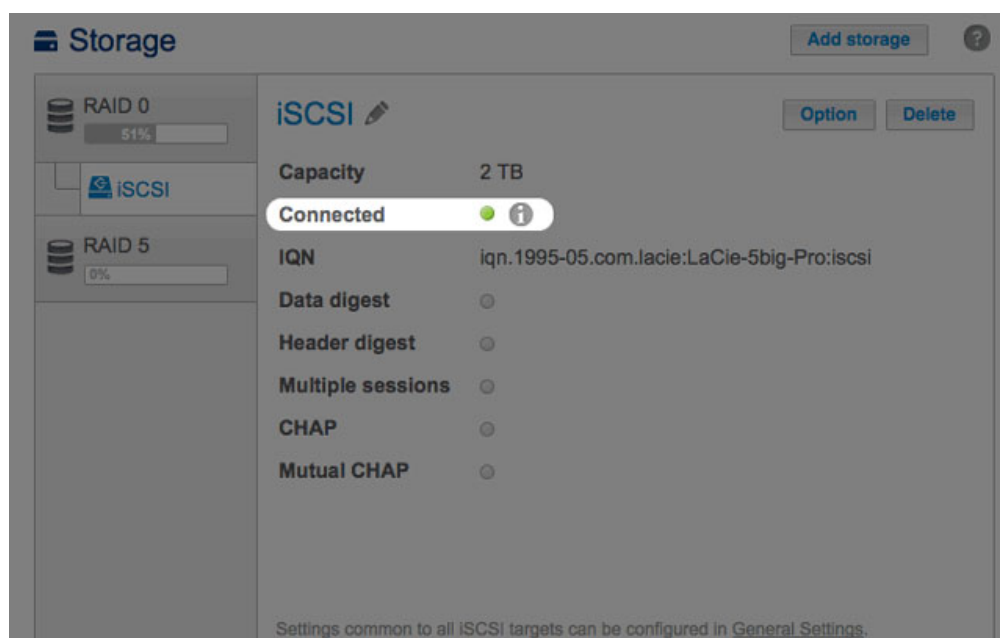 Storage
Add storage
?
RAID 0
51%
iSCSI
RAID 5
0%
iSCSI
Option
Delete
Capacity 2 TB
Connected
IQN iqn.1995-05.com.lacie:LaCie-5big-Pro:iscsi
Data digest
Header digest
Multiple sessions
CHAP
Mutual CHAP
Settings common to all iSCSI targets can be configured in General Settings.